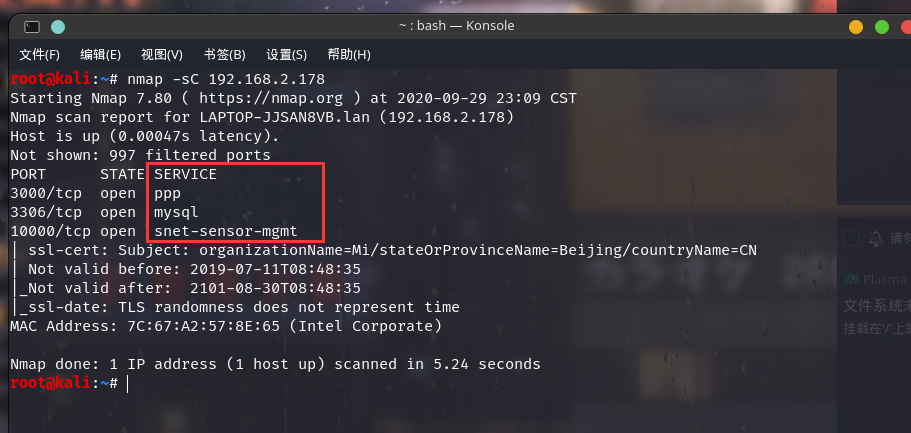 ~ : bash — Konsole
文件(F) 编辑(E) 视图(V) 书签(B) 设置(S) 帮助(H)
root@kali:~# nmap -sC 192.168.2.178
Starting Nmap 7.80 ( https://nmap.org ) at 2020-09-29 23:09 CST
Nmap scan report for LAPTOP-JJSAN8VB.lan (192.168.2.178)
Host is up (0.00047s latency).
Not shown: 997 filtered ports
PORT STATE SERVICE
3000/tcp open ppp
3306/tcp open mysql
10000/tcp open snet-sensor-mgmt
| ssl-cert: Subject: organizationName=Mi/stateOrProvinceName=Beijing/countryName=CN
| Not valid before: 2019-07-11T08:48:35
|_Not valid after: 2101-08-30T08:48:35
|_ssl-date: TLS randomness does not represent time
MAC Address: 7C:67:A2:57:8E:65 (Intel Corporate)
Nmap done: 1 IP address (1 host up) scanned in 5.24 seconds
root@kali:~#
请勿
Plasma
文件系统未
挂载在'/'上的